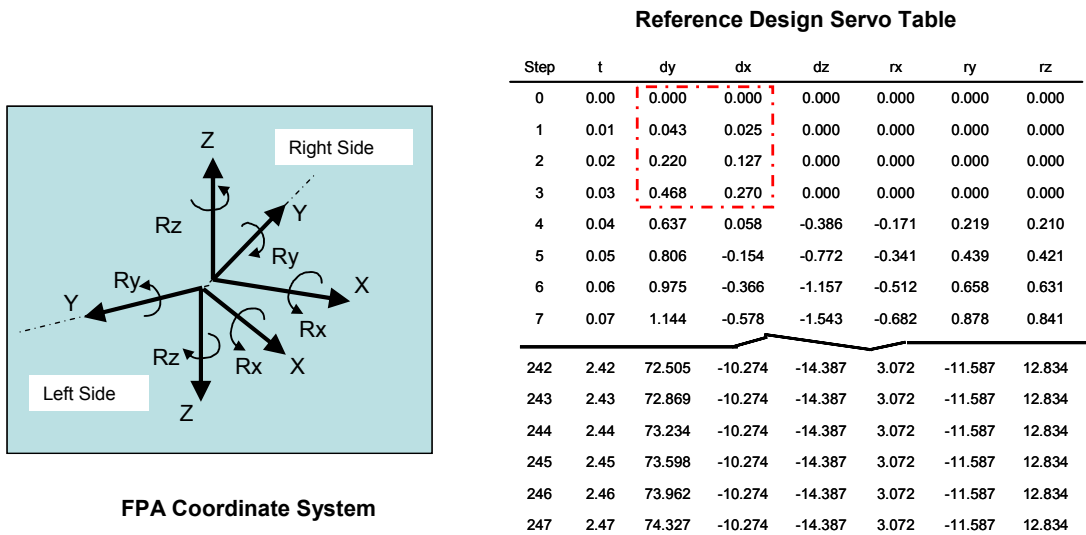 Reference Design Servo Table
Step t dy dx dz rx ry rz
0 0.00 0.000 0.000 0.000 0.000 0.000 0.000
1 0.01 0.043 0.025 0.000 0.000 0.000 0.000
2 0.02 0.220 0.127 0.000 0.000 0.000 0.000
3 0.03 0.468 0.270 0.000 0.000 0.000 0.000
4 0.04 0.637 0.058 -0.386 -0.171 0.219 0.210
5 0.05 0.806 -0.154 -0.772 -0.341 0.439 0.421
6 0.06 0.975 -0.366 -1.157 -0.512 0.658 0.631
7 0.07 1.144 -0.578 -1.543 -0.682 0.878 0.841
242 2.42 72.505 -10.274 -14.387 3.072 -11.587 12.834
243 2.43 72.869 -10.274 -14.387 3.072 -11.587 12.834
244 2.44 73.234 -10.274 -14.387 3.072 -11.587 12.834
245 2.45 73.598 -10.274 -14.387 3.072 -11.587 12.834
246 2.46 73.962 -10.274 -14.387 3.072 -11.587 12.834
247 2.47 74.327 -10.274 -14.387 3.072 -11.587 12.834
Z
Right Side
Y
Rz
Ry
Ry
X
Y
Rx
Rz
Rx
X
Left Side
Z
FPA Coordinate System